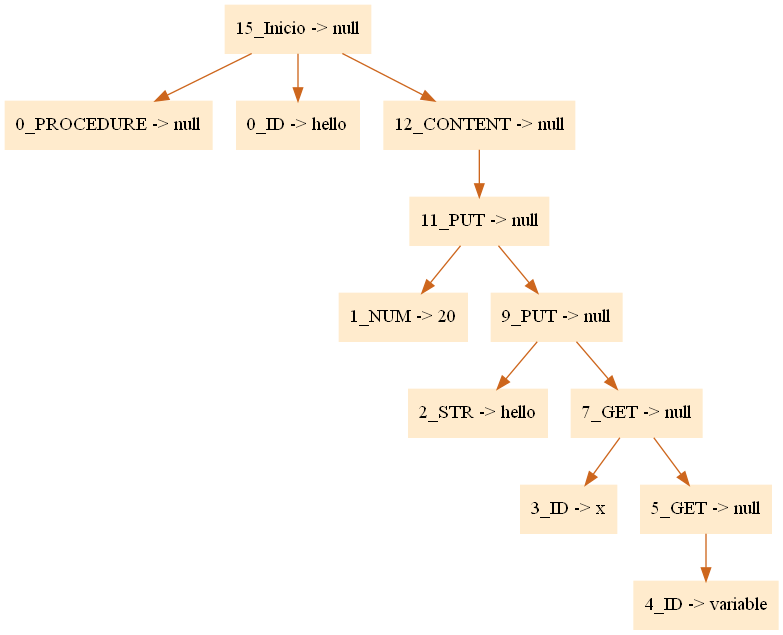 15_Inicio -> null
0_PROCEDURE -> null
0_ID -> hello
12_CONTENT -> null
11_PUT -> null
1_NUM -> 20
9_PUT -> null
2_STR -> hello
7_GET -> null
3_ID -> x
5_GET -> null
4_ID -> variable